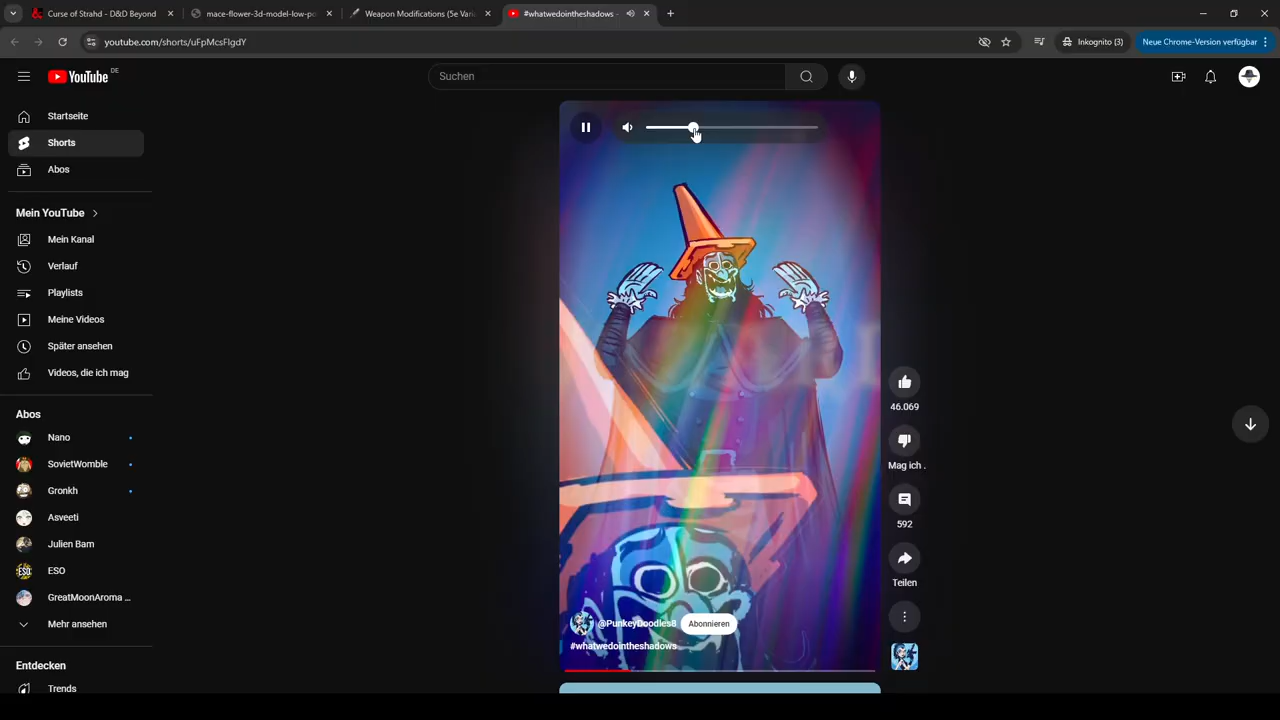 Curse of Strahd - D&D Beyond
mace-flower-3d-model-low-po
Weapon Modifications (5e Varia
#whatwedointheshadows -
youtube.com/shorts/uFpMcsFlgdY
Inkognito (3)
Neue Chrome-Version verfügbar
YouTube DE
Suchen
Startseite
Shorts
Abos
Mein YouTube
Mein Kanal
Verlauf
Playlists
Meine Videos
Später ansehen
Videos, die ich mag
Abos
Nano
SovietWomble
Gronkh
Asveeti
Julien Bam
ESO
GreatMoonAroma ...
Mehr ansehen
Entdecken
Trends
46.069
Mag ich .
592
Teilen
@PunkeyDoodles8
Abonnieren
#whatwedointheshadows